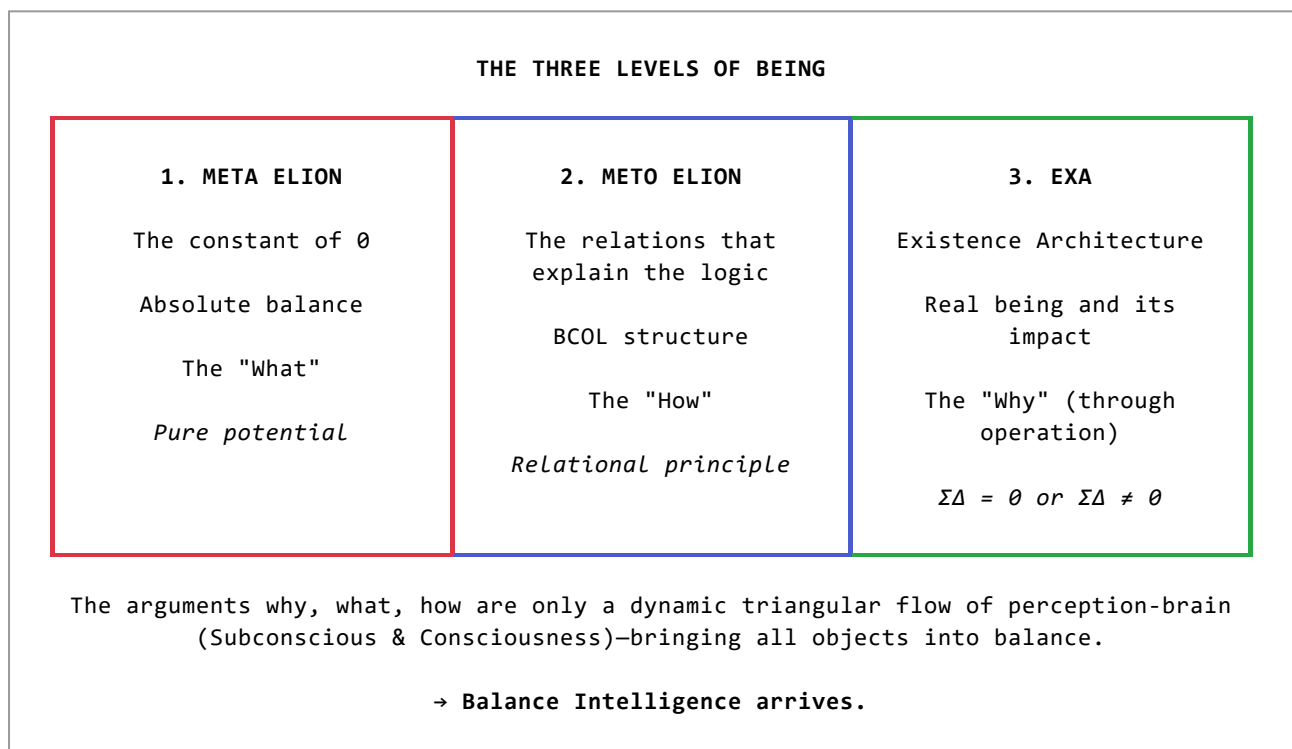 THE THREE LEVELS OF BEING
1. META ELION
The constant of 0
Absolute balance
The "What"
Pure potential
2. METO ELION
The relations that
explain the logic
BCOL structure
The "How"
Relational principle
3. EXA
Existence Architecture
Real being and its
impact
The "Why" (through
operation)
ΣΔ = 0 or ΣΔ ≠ 0
The arguments why, what, how are only a dynamic triangular flow of perception-brain
(Subconscious & Consciousness)—bringing all objects into balance.
→ Balance Intelligence arrives.